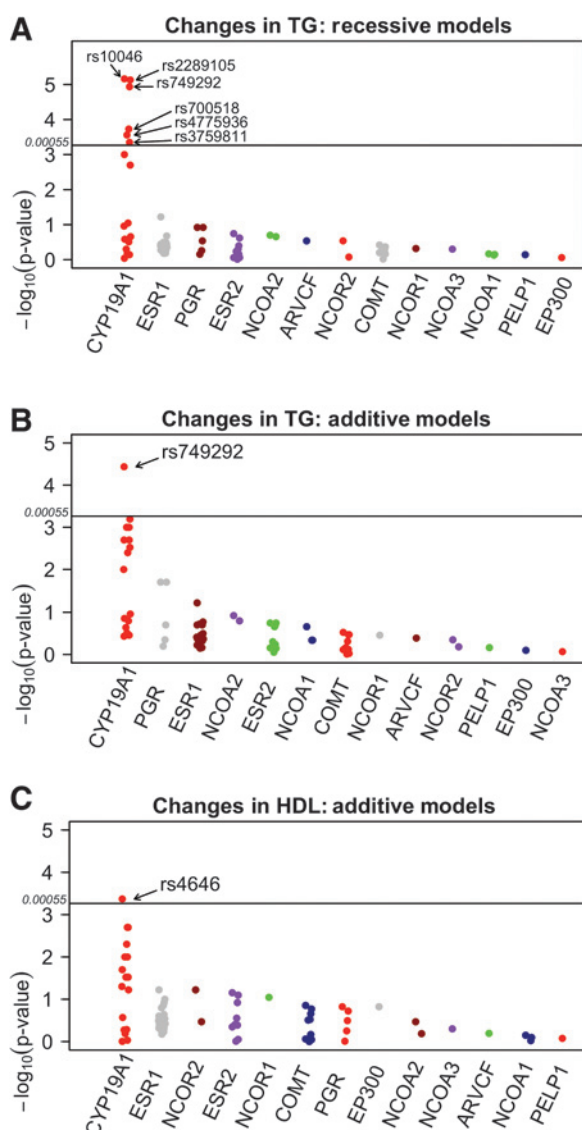 A
Changes in TG: recessive models
rs10046
rs2289105
rs749292
rs700518
rs4775936
rs3759811
5
4
0.00055
3
2
1
0
−log10(p-value)
CYP19A1
ESR1
PGR
ESR2
NCOA2
ARVCF
NCOR2
COMT
NCOR1
NCOA3
NCOA1
PELP1
EP300
B
Changes in TG: additive models
rs749292
5
4
0.00055
3
2
1
0
−log10(p-value)
CYP19A1
PGR
ESR1
NCOA2
ESR2
NCOA1
COMT
NCOR1
ARVCF
NCOR2
PELP1
EP300
NCOA3
C
Changes in HDL: additive models
rs4646
5
4
0.00055
3
2
1
0
−log10(p-value)
CYP19A1
ESR1
NCOR2
ESR2
NCOR1
COMT
PGR
EP300
NCOA2
NCOA3
ARVCF
NCOA1
PELP1